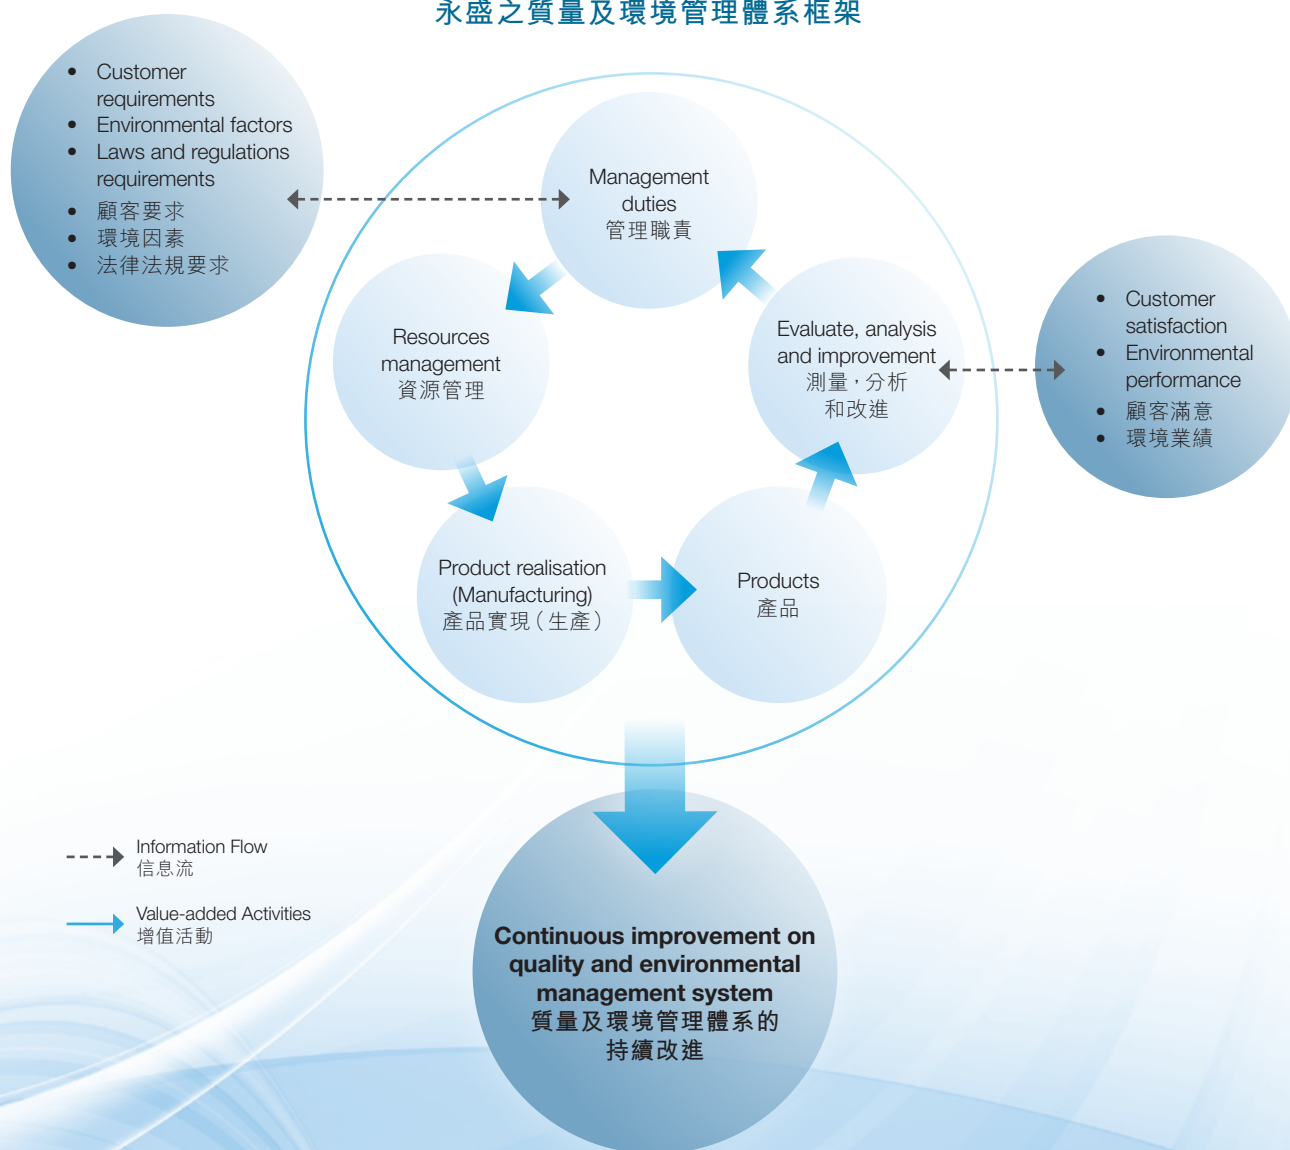 永盛之質量及環境管理體系框架
• Customer
requirements
• Environmental factors
• Laws and regulations
requirements
• 顧客要求
• 環境因素
• 法律法規要求
Management
duties
管理職責
Resources
management
資源管理
Evaluate, analysis
and improvement
測量，分析
和改進
• Customer
satisfaction
• Environmental
performance
• 顧客滿意
• 環境業績
Product realisation
(Manufacturing)
產品實現（生產）
Products
產品
Information Flow
信息流
Value-added Activities
增值活動
Continuous improvement on
quality and environmental
management system
質量及環境管理體系的
持續改進